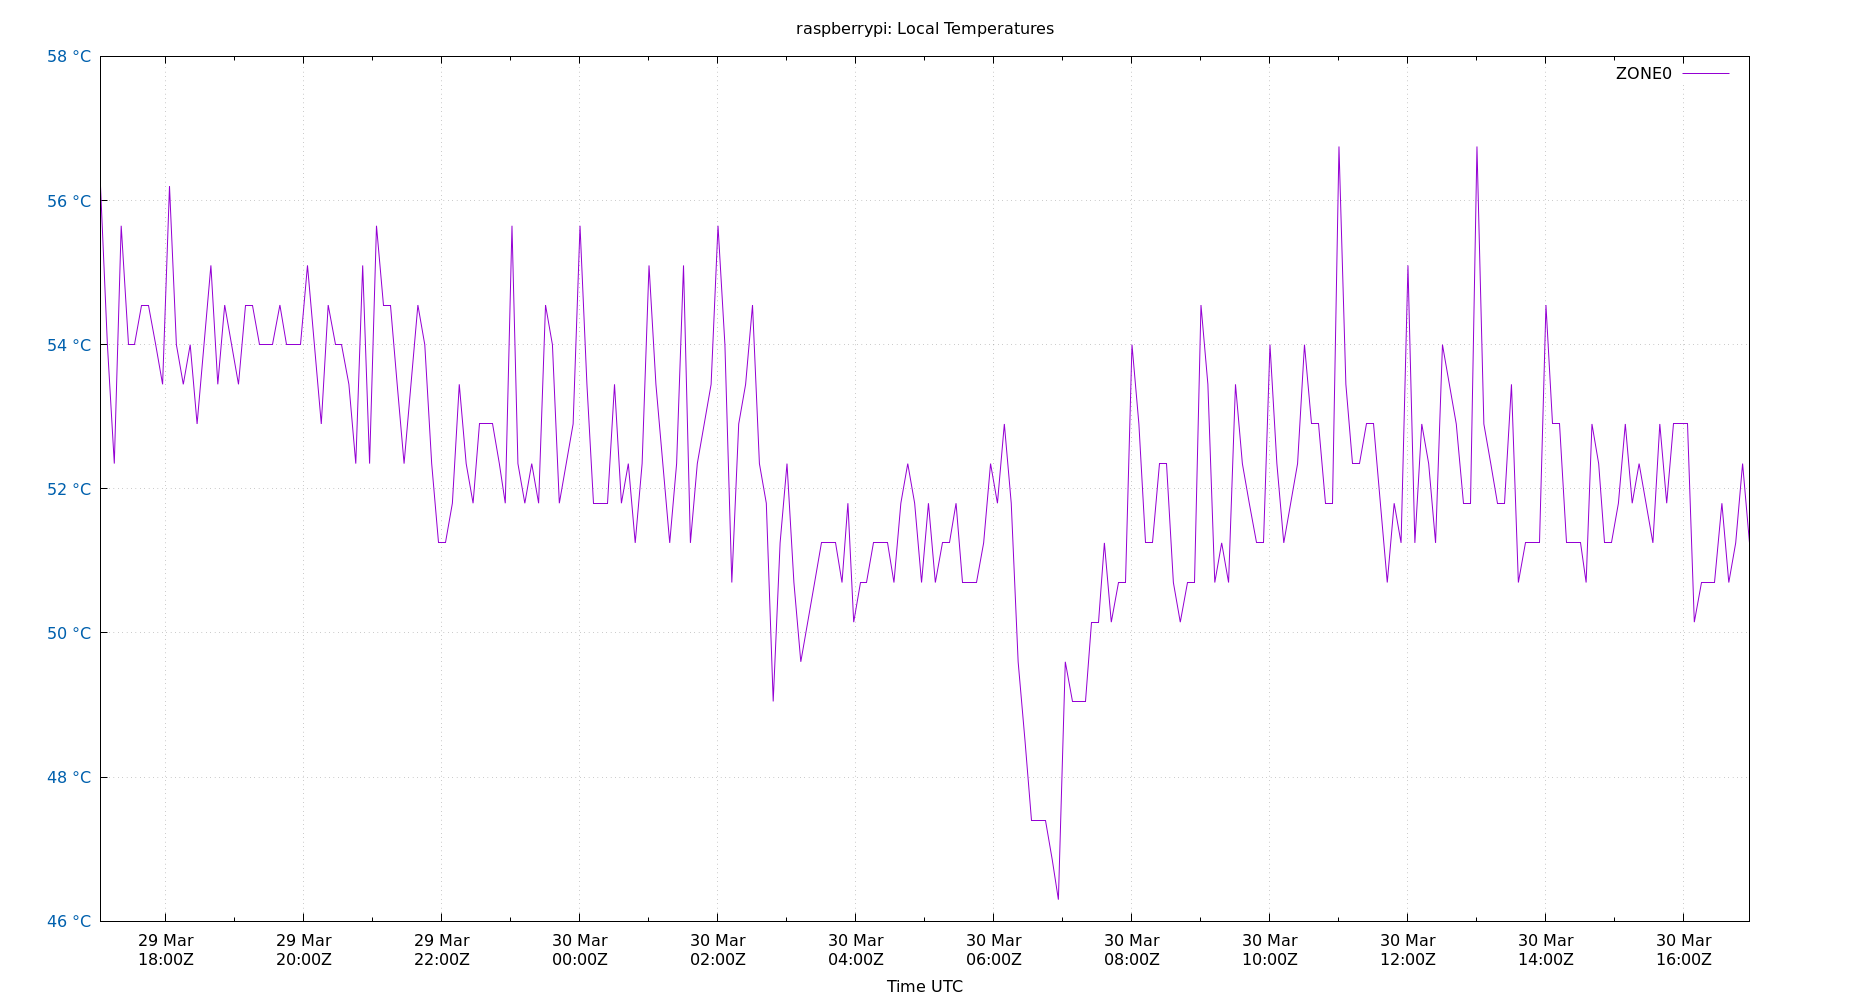 raspberrypi: Local Temperatures
58 °C
ZONE0
56 °C
54 °C
52 °C
50 °C
48 °C
46 °C
29 Mar 29 Mar 29 Mar 30 Mar 30 Mar 30 Mar 30 Mar 30 Mar 30 Mar 30 Mar 30 Mar 30 Mar
18:00Z 20:00Z 22:00Z 00:00Z 02:00Z 04:00Z 06:00Z 08:00Z 10:00Z 12:00Z 14:00Z 16:00Z
Time UTC